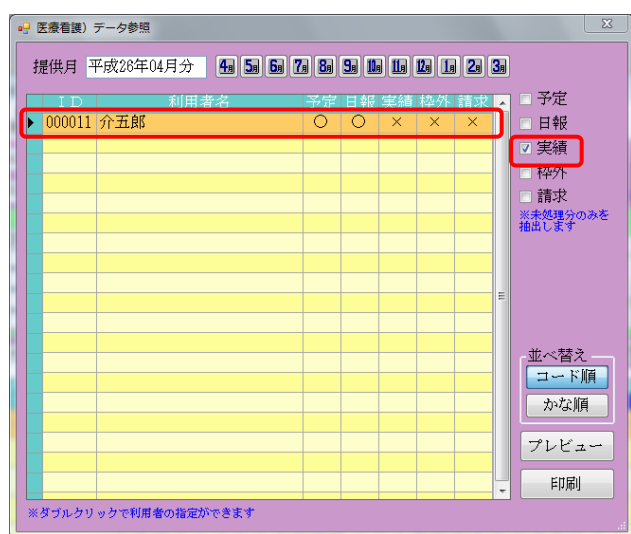 医療看護）データ参照
提供月 平成26年04月分 4月 5月 6月 7月 8月 9月 10月 11月 12月 1月 2月 3月
ＩＤ 利用者名 予定 日報 実績 枠外 請求
000011 介五郎 ○ ○ × × ×
予定
日報
実績
枠外
請求
※未処理分のみを
抽出します
並べ替え
コード順
かな順
プレビュー
印刷
※ダブルクリックで利用者の指定ができます